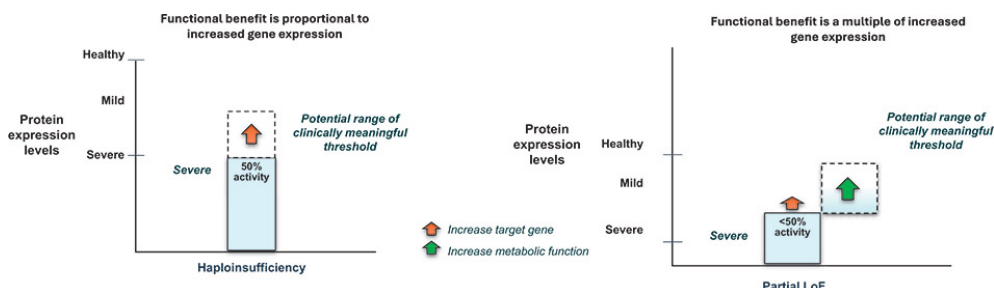 Functional benefit is proportional to
increased gene expression
Healthy
Mild
Severe
Protein
expression
levels
Severe
50%
activity
Potential range of
clinically meaningful
threshold
Haploinsufficiency
Increase target gene
Increase metabolic function
Functional benefit is a multiple of increased
gene expression
Protein
expression
levels
Healthy
Mild
Severe
Severe
<50%
activity
Potential range of
clinically meaningful
threshold
Partial LoF